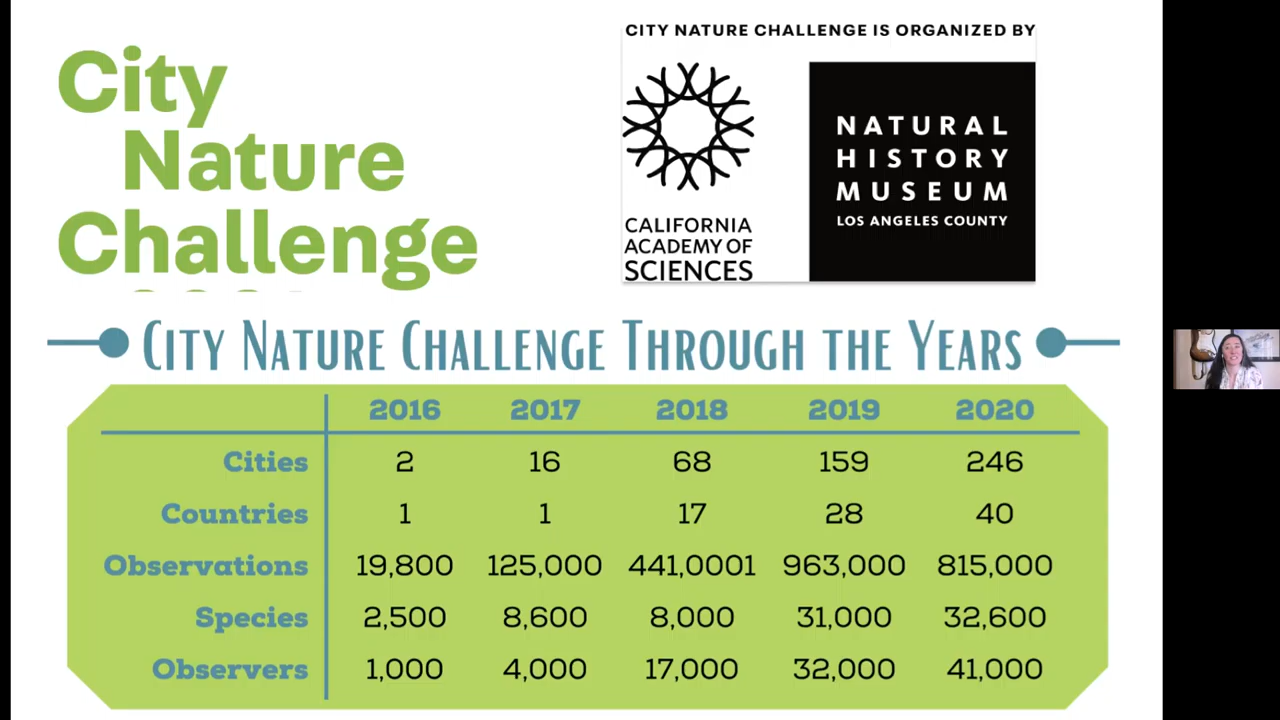 City
Nature
Challenge
CITY NATURE CHALLENGE IS ORGANIZED BY
CALIFORNIA
ACADEMY OF
SCIENCES
NATURAL
HISTORY
MUSEUM
LOS ANGELES COUNTY
CITY NATURE CHALLENGE THROUGH THE YEARS
2016 2017 2018 2019 2020
Cities 2 16 68 159 246
Countries 1 1 17 28 40
Observations 19,800 125,000 441,0001 963,000 815,000
Species 2,500 8,600 8,000 31,000 32,600
Observers 1,000 4,000 17,000 32,000 41,000